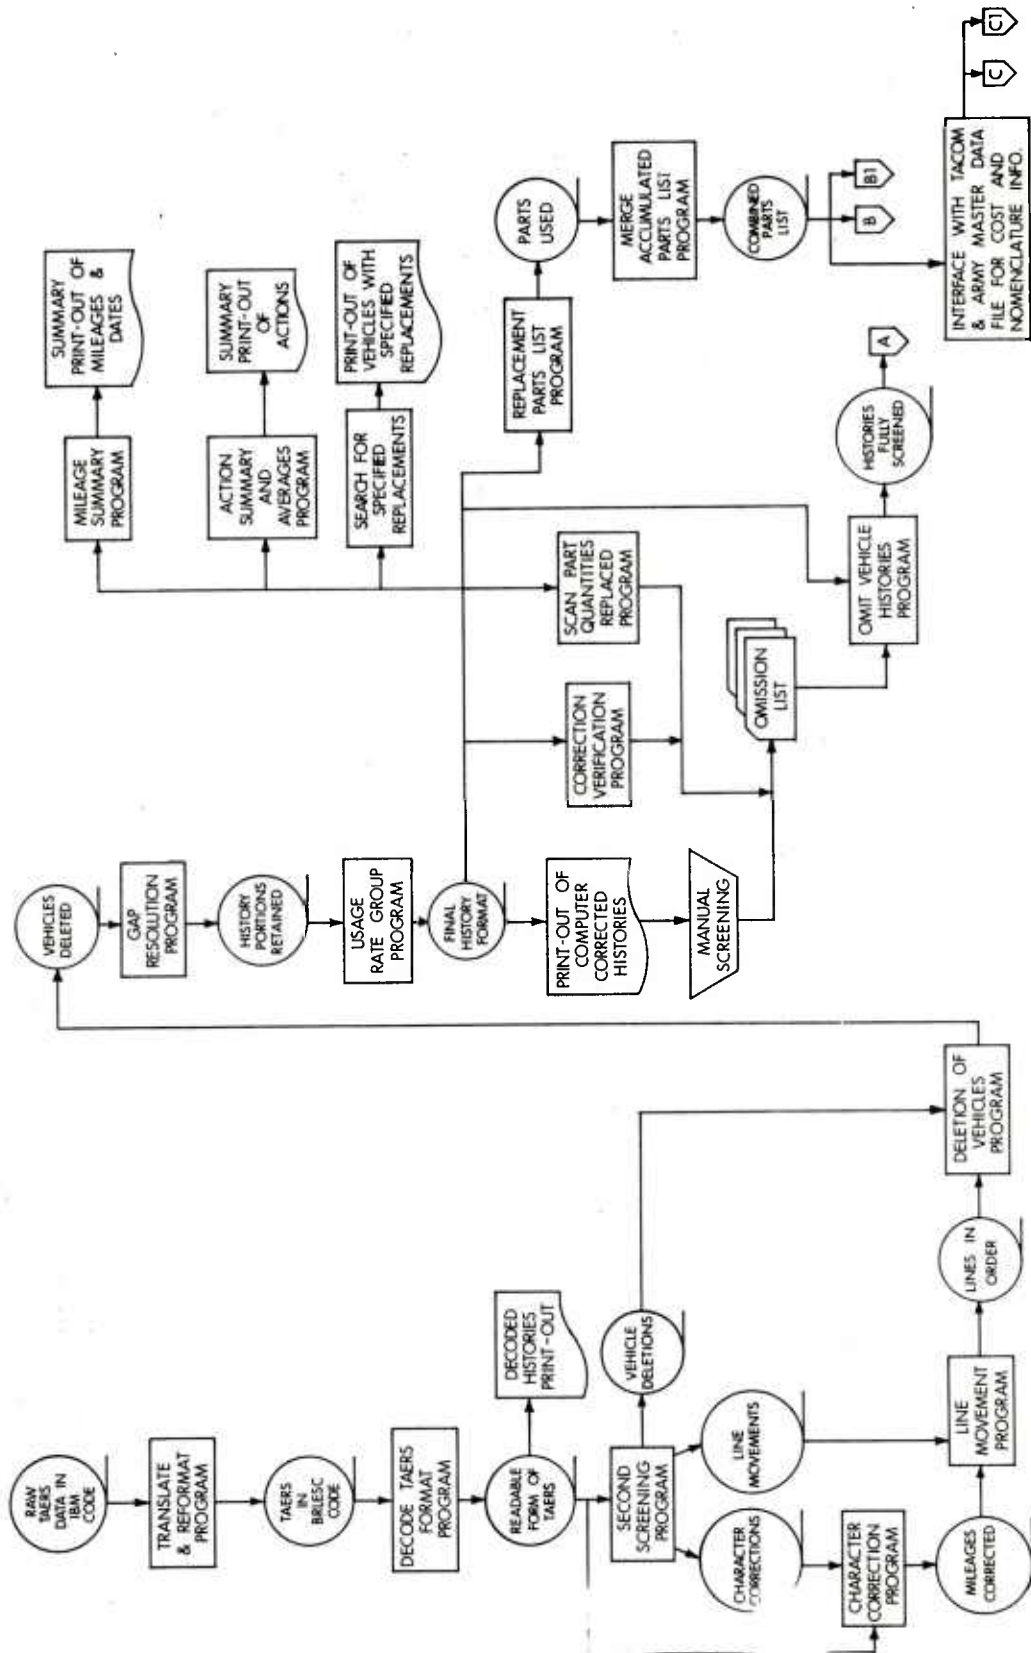 RAW
TAERS
DATA IN
IBM
CODE
TRANSLATE
& REFORMAT
PROGRAM
TAERS
IN
BRLESC
CODE
DECODE TAERS
FORMAT
PROGRAM
READABLE
FORM OF
TAERS
DECODED
HISTORIES
PRINT-OUT
SECOND
SCREENING
PROGRAM
VEHICLE
DELETIONS
LINE
MOVEMENTS
CHARACTER
CORRECTIONS
CHARACTER
CORRECTION
PROGRAM
MILEAGES
CORRECTED
LINE
MOVEMENT
PROGRAM
LINES IN
ORDER
DELETION OF
VEHICLES
PROGRAM
VEHICLES
DELETED
GAP
RESOLUTION
PROGRAM
HISTORY
PORTIONS
RETAINED
USAGE
RATE GROUP
PROGRAM
FINAL
HISTORY
FORMAT
PRINT-OUT OF
COMPUTER
CORRECTED
HISTORIES
MANUAL
SCREENING
CORRECTION
VERIFICATION
PROGRAM
SCAN PART
QUANTITIES
REPLACED
PROGRAM
OMISSION
LIST
OMIT VEHICLE
HISTORIES
PROGRAM
HISTORIES
FULLY
SCREENED
A
MILEAGE
SUMMARY
PROGRAM
SUMMARY
PRINT-OUT OF
MILEAGES &
DATES
ACTION
SUMMARY
AND
AVERAGES
PROGRAM
SUMMARY
PRINT-OUT
OF
ACTIONS
SEARCH FOR
SPECIFIED
REPLACEMENTS
PRINT-OUT OF
VEHICLES WITH
SPECIFIED
REPLACEMENTS
REPLACEMENT
PARTS LIST
PROGRAM
PARTS
USED
MERGE
ACCUMULATED
PARTS LIST
PROGRAM
COMBINED
PARTS
LIST
B
B1
INTERFACE WITH TACOM
& ARMY MASTER DATA
FILE FOR COST AND
NOMENCLATURE INFO.
C
C1